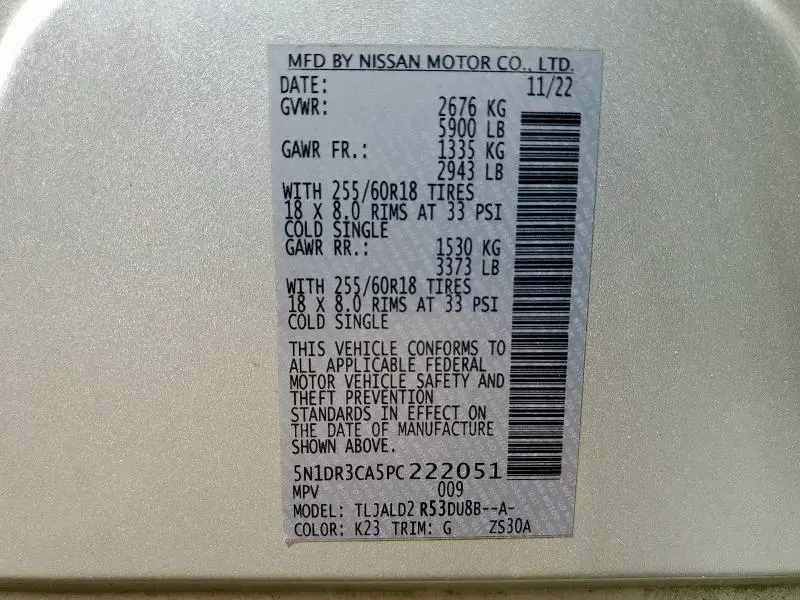 MFD BY NISSAN MOTOR CO., LTD.
DATE: 11/22
GVWR: 2676 KG
5900 LB
GAWR FR.: 1335 KG
2943 LB
WITH 255/60R18 TIRES
18 X 8.0 RIMS AT 33 PSI
COLD SINGLE
GAWR RR.: 1530 KG
3373 LB
WITH 255/60R18 TIRES
18 X 8.0 RIMS AT 33 PSI
COLD SINGLE
THIS VEHICLE CONFORMS TO
ALL APPLICABLE FEDERAL
MOTOR VEHICLE SAFETY AND
THEFT PREVENTION
STANDARDS IN EFFECT ON
THE DATE OF MANUFACTURE
SHOWN ABOVE.
5N1DR3CA5PC222051
MPV 009
MODEL: TLJALD2 R53DU8B--A-
COLOR: K23 TRIM: G ZS30A